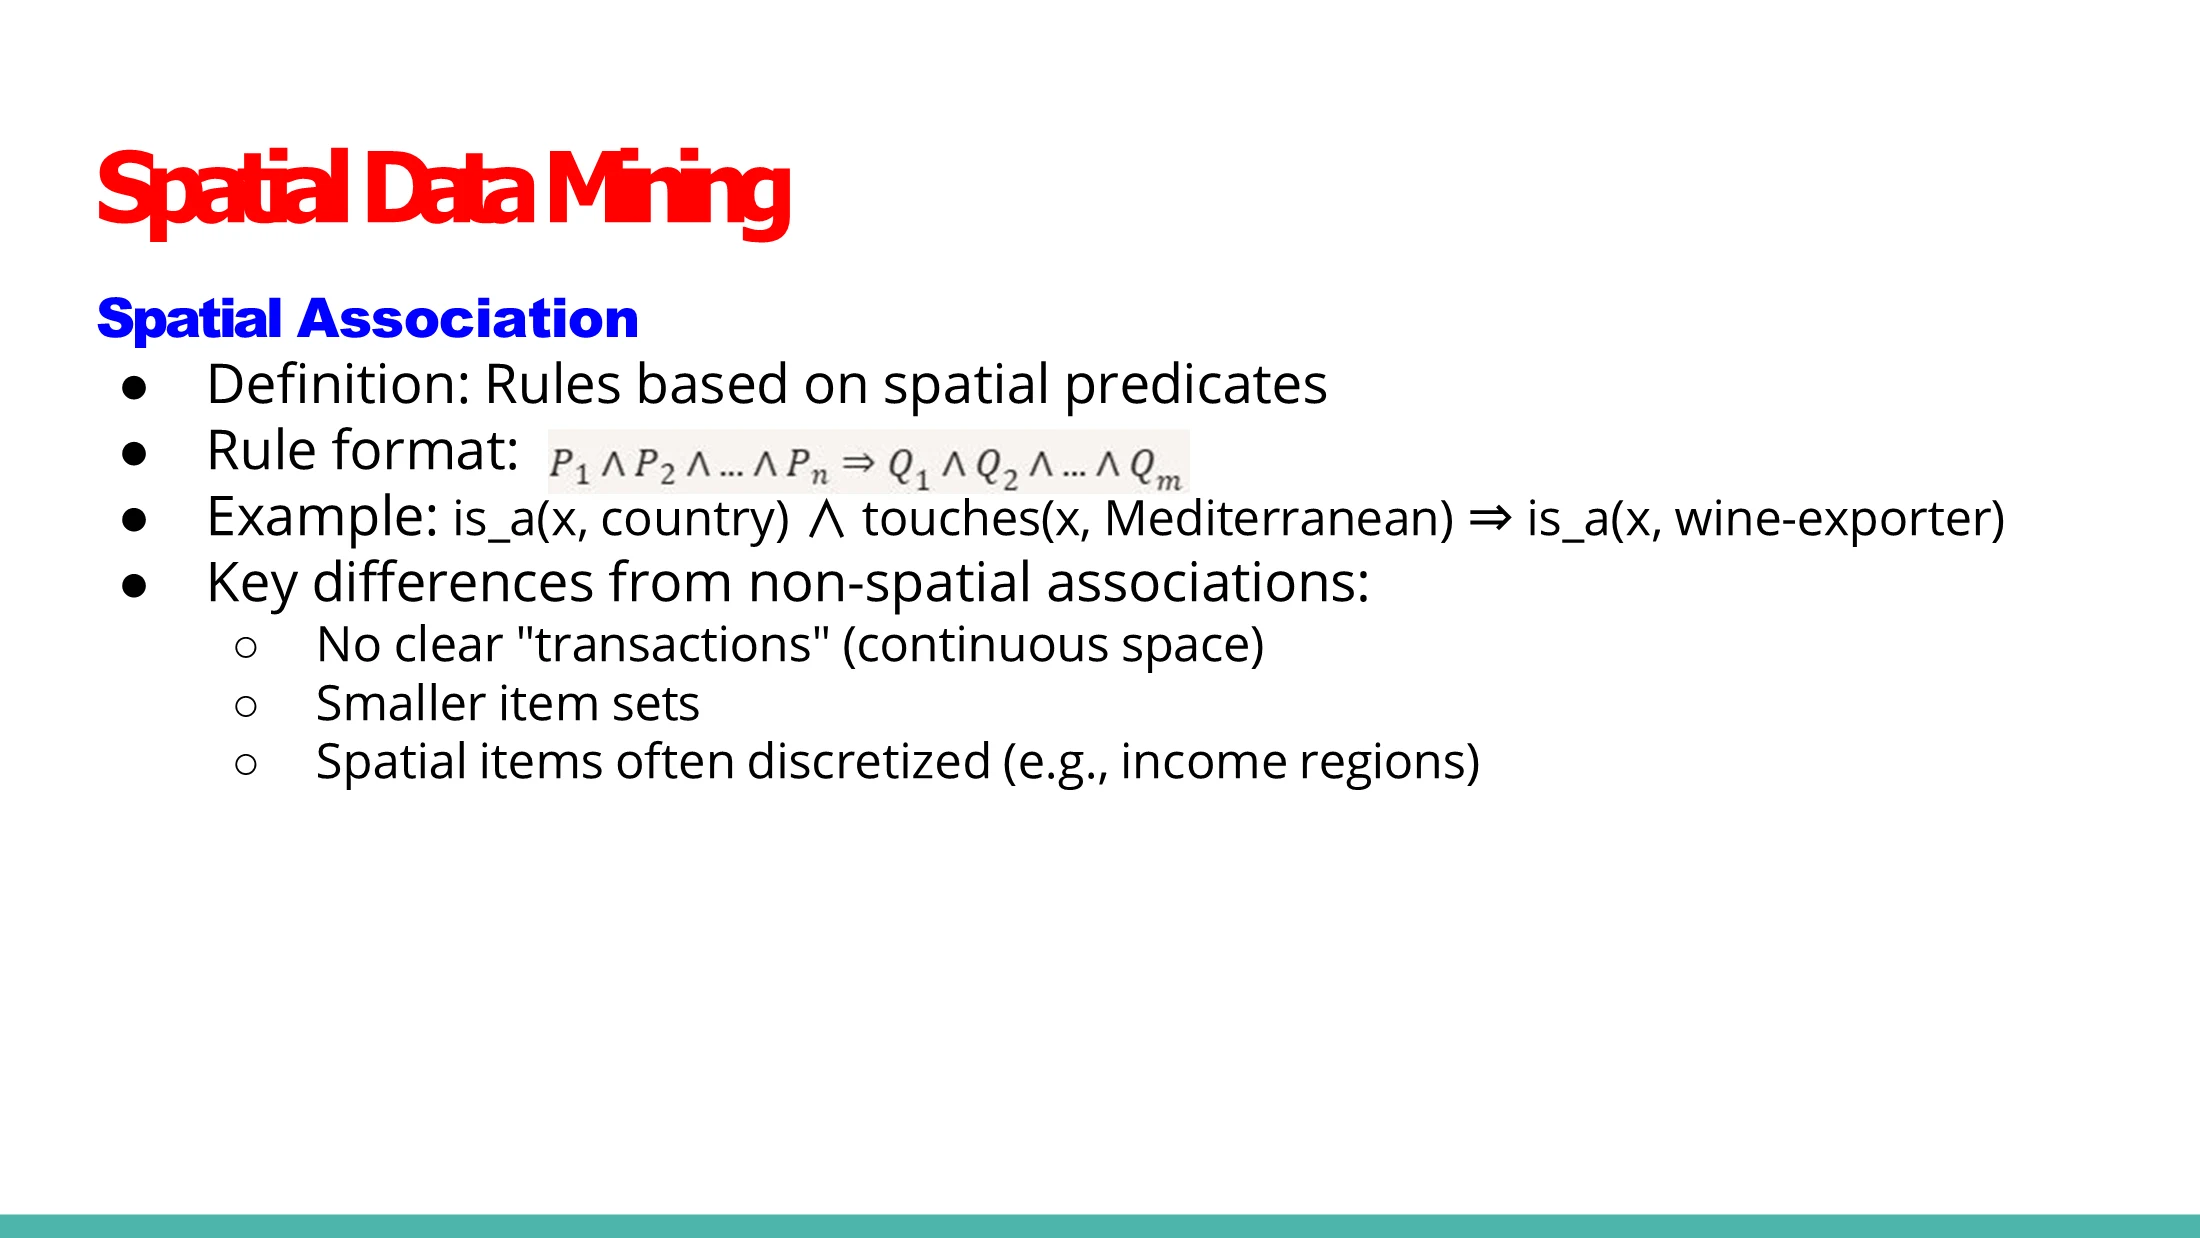 Spatial Data Mining
Spatial Association
● Definition: Rules based on spatial predicates
● Rule format: P₁ ∧ P₂ ∧ ... ∧ Pₙ ⇒ Q₁ ∧ Q₂ ∧ ... ∧ Qₘ
● Example: is_a(x, country) ∧ touches(x, Mediterranean) ⇒ is_a(x, wine-exporter)
● Key differences from non-spatial associations:
○ No clear "transactions" (continuous space)
○ Smaller item sets
○ Spatial items often discretized (e.g., income regions)